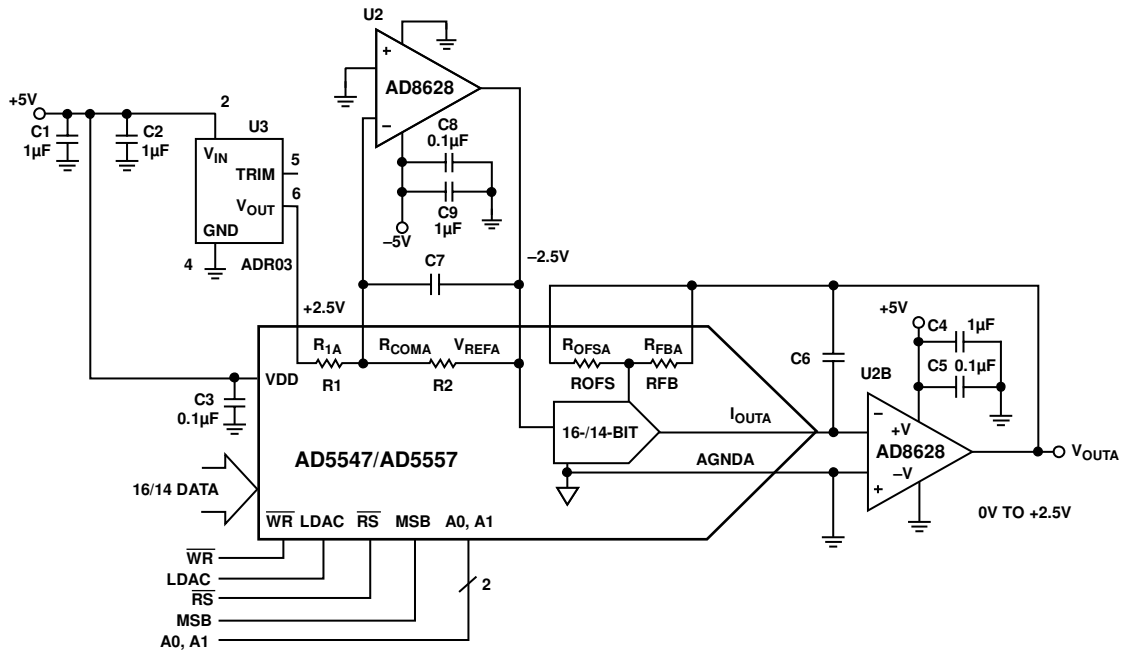 U2
+
AD8628
–
+5V
C1
1µF
C2
1µF
2
U3
VIN
TRIM
5
6
VOUT
GND
4
ADR03
C8
0.1µF
C9
1µF
–5V
C7
–2.5V
+2.5V
R1A
RCOMA
VREFA
R1
R2
ROFSA
RFBA
ROFS
RFB
C6
+5V
C4
1µF
C5
0.1µF
U2B
VDD
C3
0.1µF
16-/14-BIT
IOUTA
–
+V
AD8628
–V
+
VOUTA
AGNDA
AD5547/AD5557
16/14 DATA
0V TO +2.5V
WR LDAC RS MSB A0, A1
WR
LDAC
RS
MSB
A0, A1
2